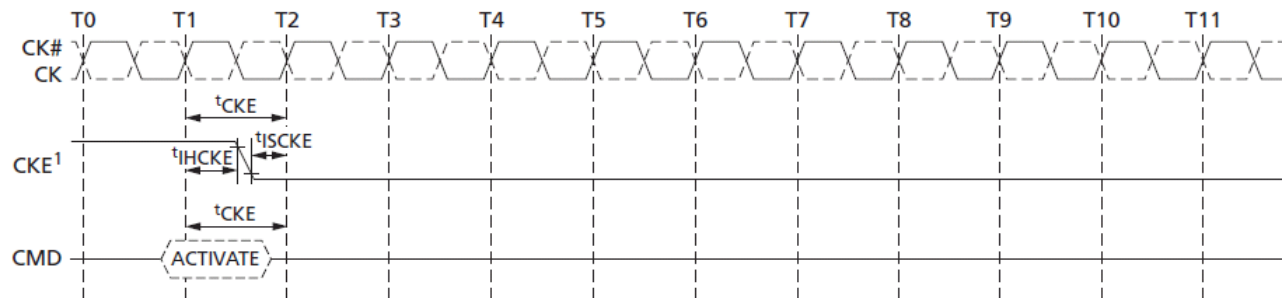 T0 T1 T2 T3 T4 T5 T6 T7 T8 T9 T10 T11
CK#
CK
tCKE
tISCKE
CKE1
tIHCKE
tCKE
CMD
ACTIVATE